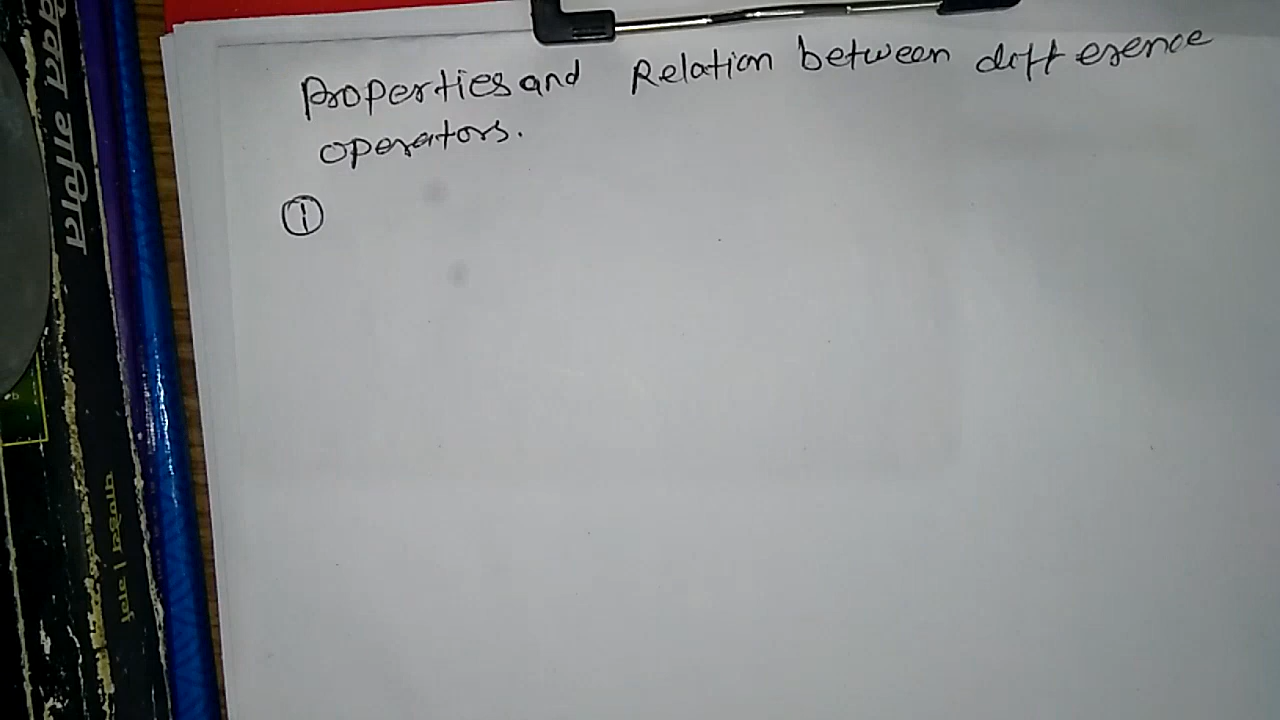 Properties and Relation between difference
operators.
①